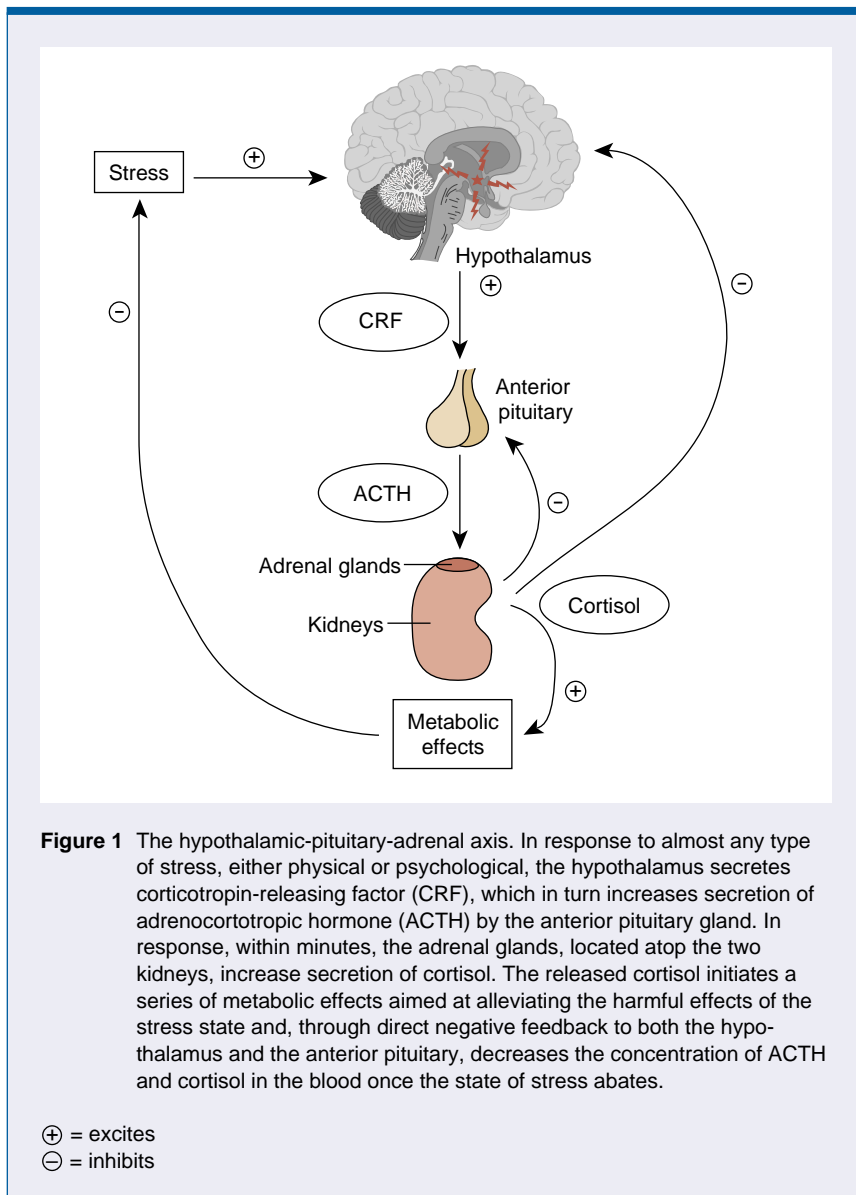 Stress
⊕
Hypothalamus
⊕
⊖
⊖
CRF
Anterior
pituitary
ACTH
⊖
Adrenal glands
Kidneys
Cortisol
⊕
Metabolic
effects
Figure 1 The hypothalamic-pituitary-adrenal axis. In response to almost any type
of stress, either physical or psychological, the hypothalamus secretes
corticotropin-releasing factor (CRF), which in turn increases secretion of
adrenocortotropic hormone (ACTH) by the anterior pituitary gland. In
response, within minutes, the adrenal glands, located atop the two
kidneys, increase secretion of cortisol. The released cortisol initiates a
series of metabolic effects aimed at alleviating the harmful effects of the
stress state and, through direct negative feedback to both the hypo-
thalamus and the anterior pituitary, decreases the concentration of ACTH
and cortisol in the blood once the state of stress abates.
⊕ = excites
⊖ = inhibits